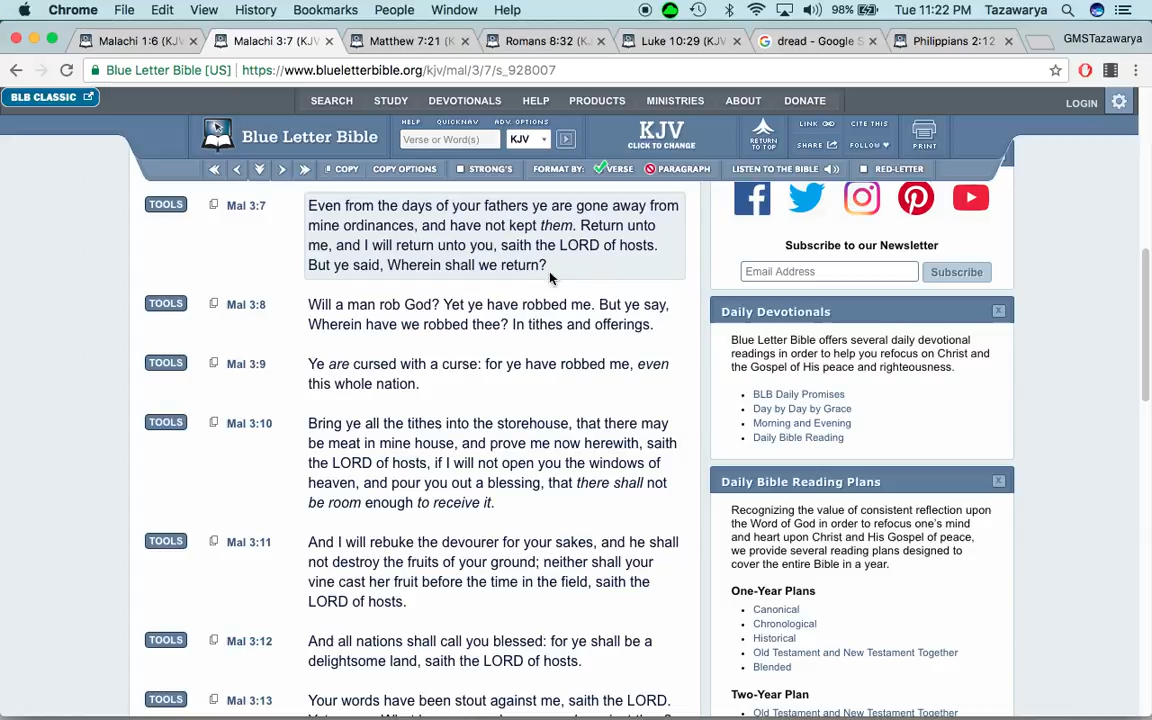 Chrome File Edit View History Bookmarks People Window Help 98% Tue 11:22 PM Tazawarya
Malachi 1:6 (KJV Malachi 3:7 (KJV Matthew 7:21 (KJV Romans 8:32 (KJV Luke 10:29 (KJV dread - Google S Philippians 2:12 GMSTazawarya
Blue Letter Bible [US] https://www.blueletterbible.org/kjv/mal/3/7/s_928007
BLB CLASSIC SEARCH STUDY DEVOTIONALS HELP PRODUCTS MINISTRIES ABOUT DONATE LOGIN
HELP QUICKNAV ADV. OPTIONS
Blue Letter Bible Verse or Word(s) KJV
KJV
CLICK TO CHANGE
RETURN
TO TOP
LINK CITE THIS
SHARE FOLLOW
PRINT
COPY COPY OPTIONS STRONG'S FORMAT BY: VERSE PARAGRAPH LISTEN TO THE BIBLE RED-LETTER
TOOLS Mal 3:7 Even from the days of your fathers ye are gone away from
mine ordinances, and have not kept them. Return unto
me, and I will return unto you, saith the LORD of hosts.
But ye said, Wherein shall we return?
TOOLS Mal 3:8 Will a man rob God? Yet ye have robbed me. But ye say,
Wherein have we robbed thee? In tithes and offerings.
TOOLS Mal 3:9 Ye are cursed with a curse: for ye have robbed me, even
this whole nation.
TOOLS Mal 3:10 Bring ye all the tithes into the storehouse, that there may
be meat in mine house, and prove me now herewith, saith
the LORD of hosts, if I will not open you the windows of
heaven, and pour you out a blessing, that there shall not
be room enough to receive it.
TOOLS Mal 3:11 And I will rebuke the devourer for your sakes, and he shall
not destroy the fruits of your ground; neither shall your
vine cast her fruit before the time in the field, saith the
LORD of hosts.
TOOLS Mal 3:12 And all nations shall call you blessed: for ye shall be a
delightsome land, saith the LORD of hosts.
TOOLS Mal 3:13 Your words have been stout against me, saith the LORD.
Subscribe to our Newsletter
Email Address Subscribe
Daily Devotionals
Blue Letter Bible offers several daily devotional
readings in order to help you refocus on Christ and
the Gospel of His peace and righteousness.
BLB Daily Promises
Day by Day by Grace
Morning and Evening
Daily Bible Reading
Daily Bible Reading Plans
Recognizing the value of consistent reflection upon
the Word of God in order to refocus one's mind
and heart upon Christ and His Gospel of peace,
we provide several reading plans designed to
cover the entire Bible in a year.
One-Year Plans
Canonical
Chronological
Historical
Old Testament and New Testament Together
Blended
Two-Year Plan
Old Testament and New Testament Together